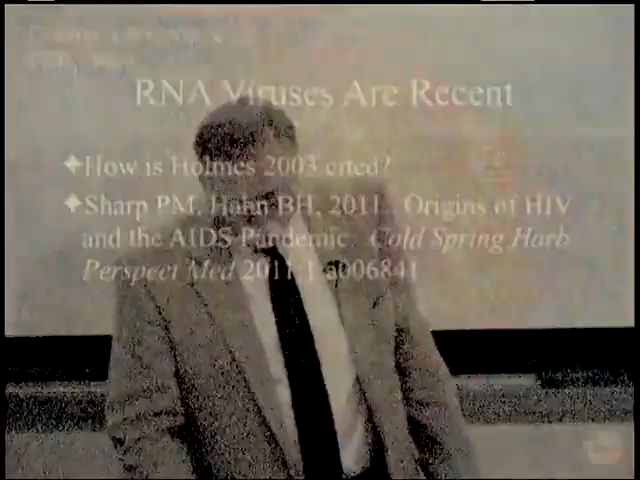 RNA Viruses Are Recent
✦How is Holmes 2003 cited?
✦Sharp PM, Hahn BH, 2011. Origins of HIV
and the AIDS Pandemic. Cold Spring Harb
Perspect Med 2011;1:a006841